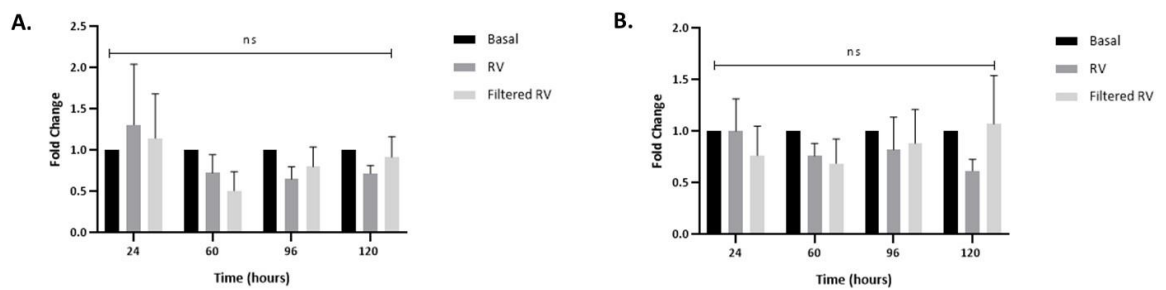 A.
2.5
2.0
1.5
1.0
0.5
0.0
Fold Change
ns
24 60 96 120
Time (hours)
Basal
RV
Filtered RV
B.
2.0
1.5
1.0
0.5
0.0
Fold Change
ns
24 60 96 120
Time (hours)
Basal
RV
Filtered RV